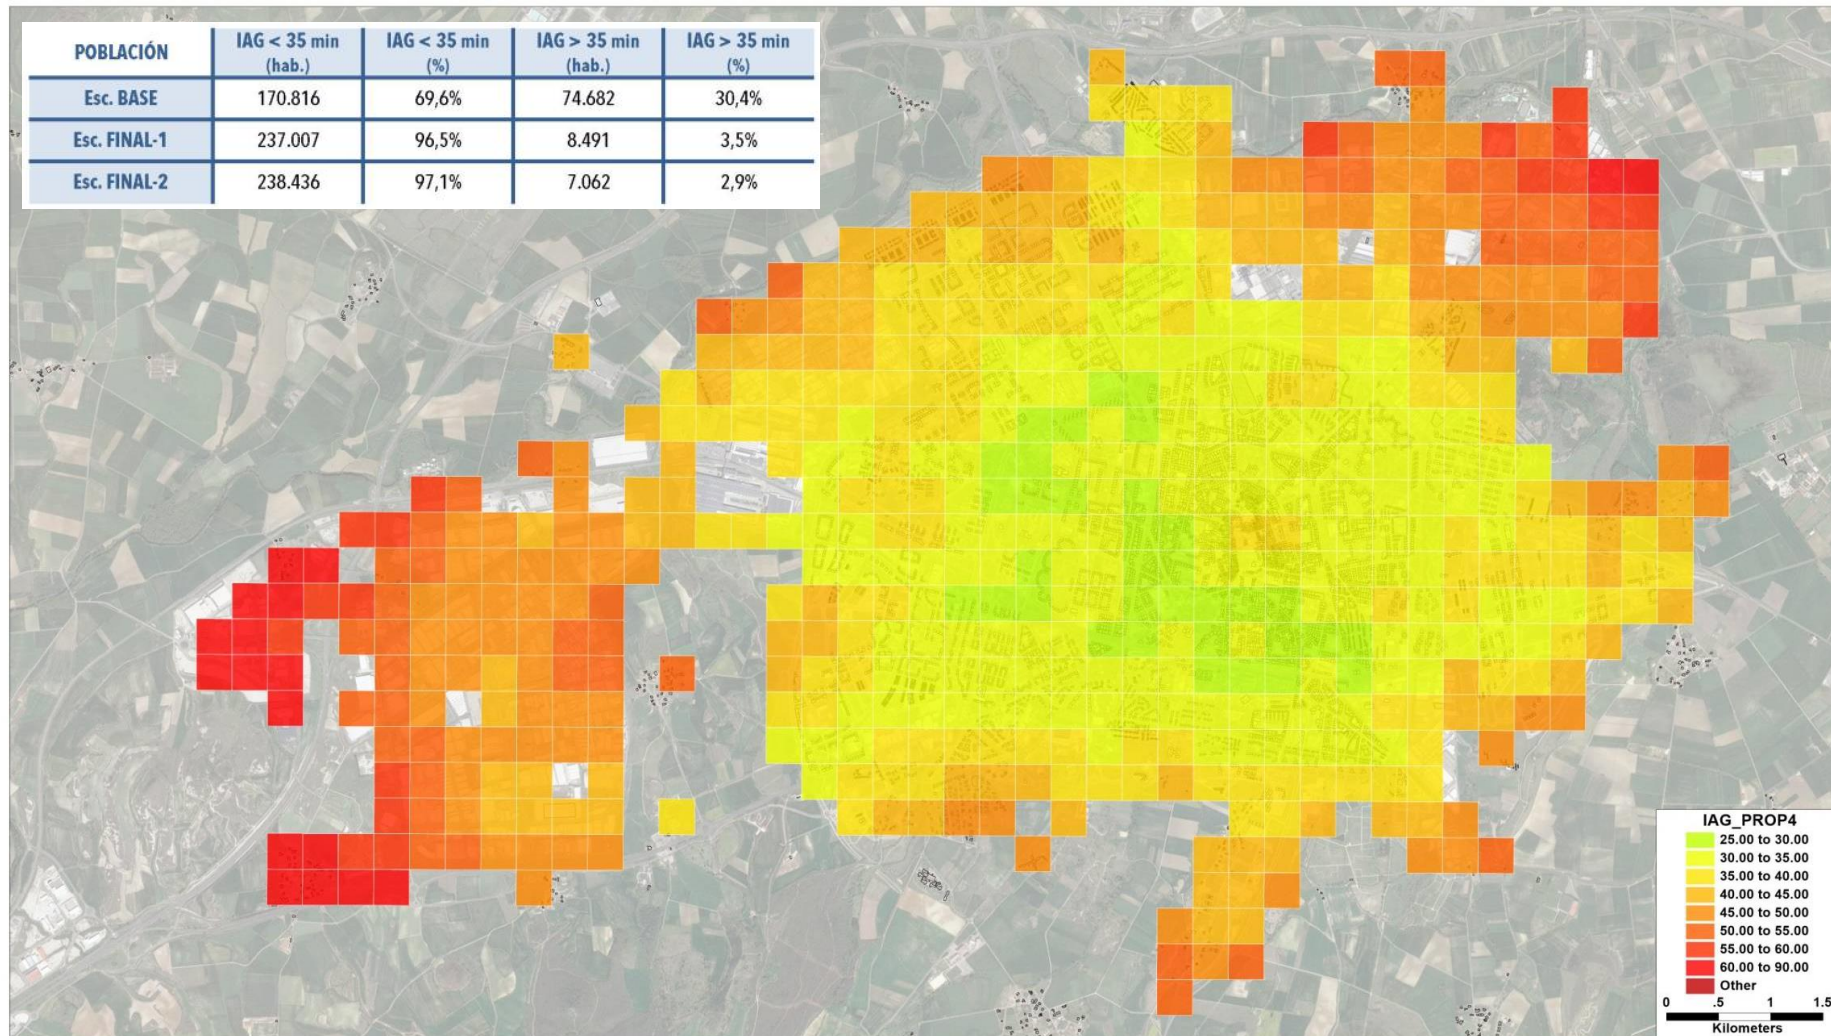 POBLACIÓN IAG < 35 min (hab.) IAG < 35 min (%) IAG > 35 min (hab.) IAG > 35 min (%)
Esc. BASE 170.816 69,6% 74.682 30,4%
Esc. FINAL-1 237.007 96,5% 8.491 3,5%
Esc. FINAL-2 238.436 97,1% 7.062 2,9%
IAG_PROP4
25.00 to 30.00
30.00 to 35.00
35.00 to 40.00
40.00 to 45.00
45.00 to 50.00
50.00 to 55.00
55.00 to 60.00
60.00 to 90.00
Other
0 .5 1 1.5
Kilometers